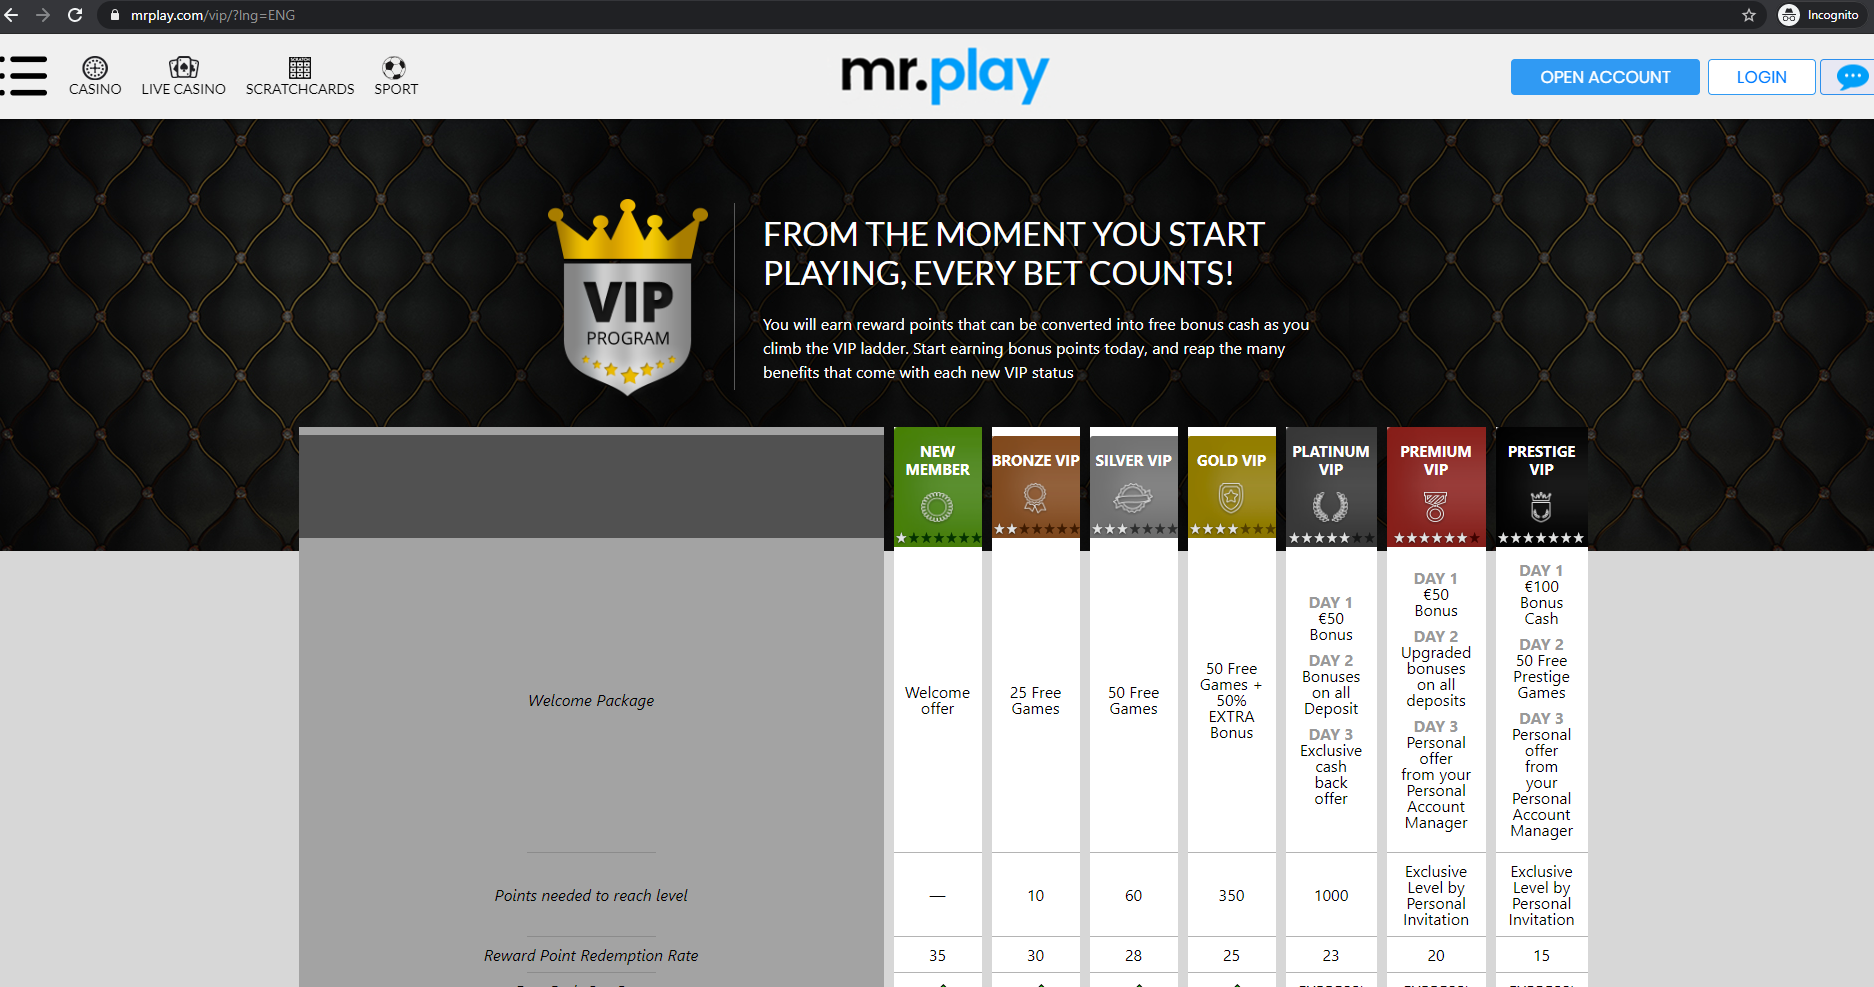 mrplay.com/vip/?lng=ENG
Incognito
CASINO
LIVE CASINO
SCRATCHCARDS
SPORT
mr.play
OPEN ACCOUNT
LOGIN
VIP
PROGRAM
FROM THE MOMENT YOU START
PLAYING, EVERY BET COUNTS!
You will earn reward points that can be converted into free bonus cash as you
climb the VIP ladder. Start earning bonus points today, and reap the many
benefits that come with each new VIP status
NEW
MEMBER
BRONZE VIP
SILVER VIP
GOLD VIP
PLATINUM
VIP
PREMIUM
VIP
PRESTIGE
VIP
Welcome Package
Welcome
offer
25 Free
Games
50 Free
Games
50 Free
Games +
50%
EXTRA
Bonus
DAY 1
€50
Bonus
DAY 2
Bonuses
on all
Deposit
DAY 3
Exclusive
cash
back
offer
DAY 1
€50
Bonus
DAY 2
Upgraded
bonuses
on all
deposits
DAY 3
Personal
offer
from your
Personal
Account
Manager
DAY 1
€100
Bonus
Cash
DAY 2
50 Free
Prestige
Games
DAY 3
Personal
offer
from
your
Personal
Account
Manager
Points needed to reach level
—
10
60
350
1000
Exclusive
Level by
Personal
Invitation
Exclusive
Level by
Personal
Invitation
Reward Point Redemption Rate
35
30
28
25
23
20
15